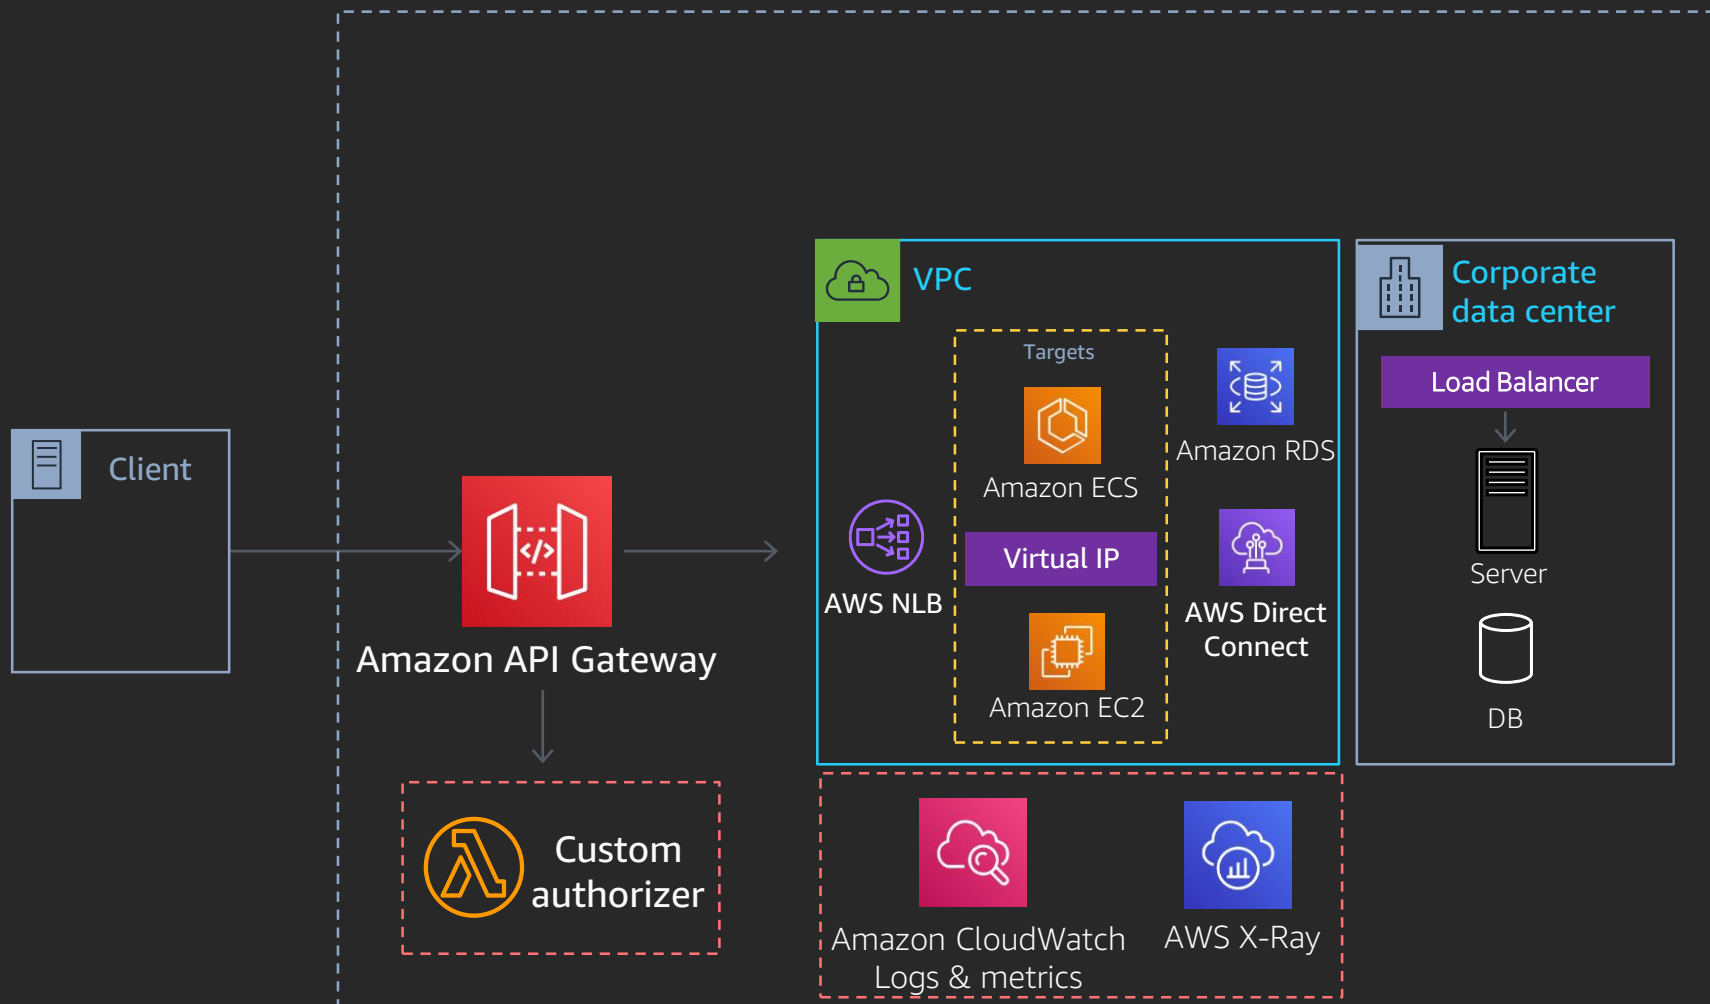 VPC
Corporate
data center
Targets
Load Balancer
Amazon RDS
Client
Amazon ECS
Virtual IP
Server
AWS NLB
AWS Direct
Connect
Amazon API Gateway
Amazon EC2
DB
Custom
authorizer
Amazon CloudWatch
Logs & metrics
AWS X-Ray